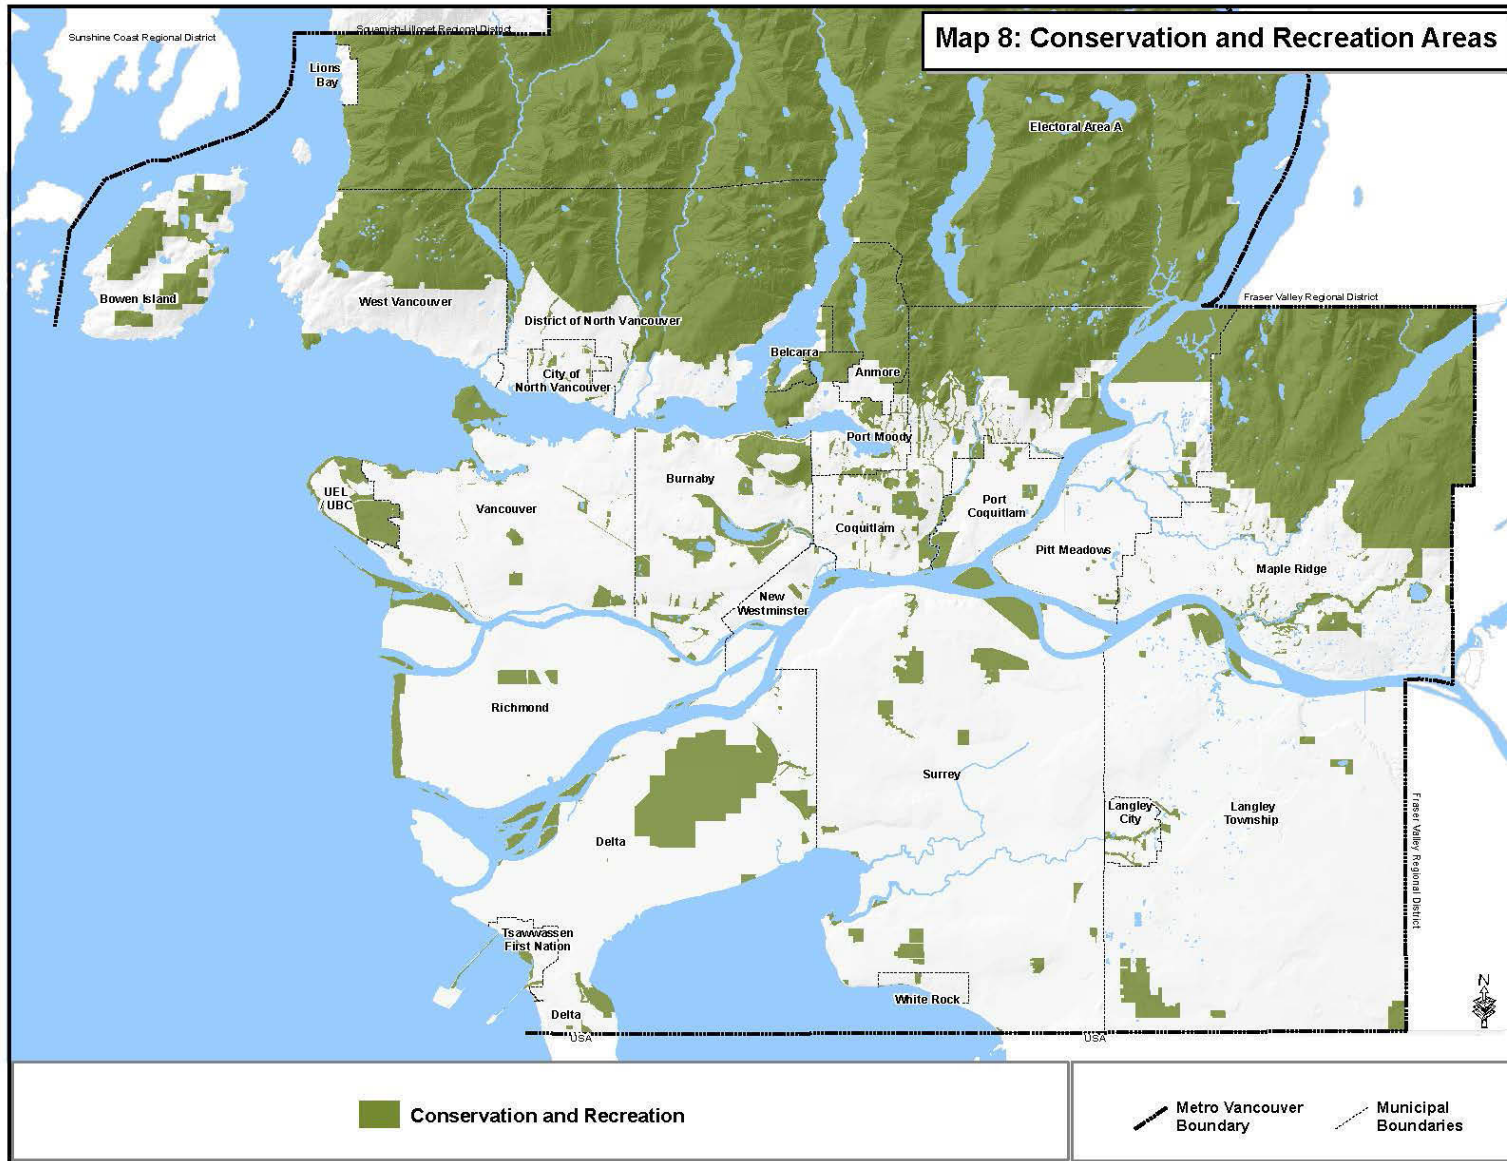 Map 8: Conservation and Recreation Areas
Sunshine Coast Regional District
Squamish-Lillooet Regional District
Lions
Bay
Electoral Area A
Bowen Island
West Vancouver
District of North Vancouver
Fraser Valley Regional District
Belcarra
Anmore
City of
North Vancouver
Port Moody
Burnaby
UEL
/ UBC
Vancouver
Coquitlam
Port
Coquitlam
Pitt Meadows
Maple Ridge
New
Westminster
Richmond
Surrey
Delta
Langley
City
Langley
Township
Fraser Valley Regional District
Tsawwassen
First Nation
White Rock
Delta
N
USA
USA
Conservation and Recreation
Metro Vancouver
Boundary
Municipal
Boundaries